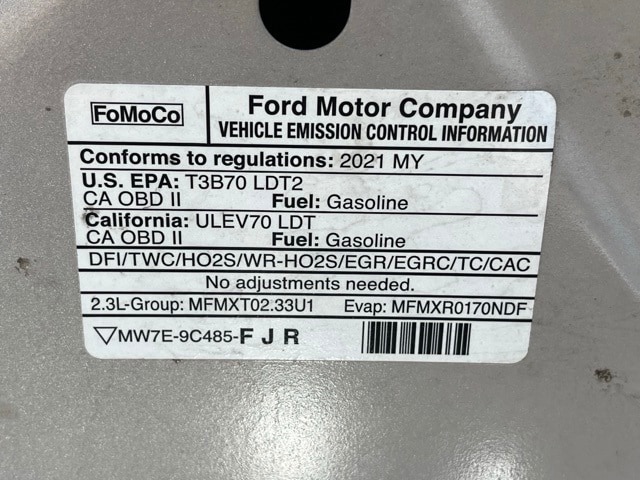 FoMoCo
Ford Motor Company
VEHICLE EMISSION CONTROL INFORMATION
Conforms to regulations: 2021 MY
U.S. EPA: T3B70 LDT2
CA OBD II Fuel: Gasoline
California: ULEV70 LDT
CA OBD II Fuel: Gasoline
DFI/TWC/HO2S/WR-HO2S/EGR/EGRC/TC/CAC
No adjustments needed.
2.3L-Group: MFMXT02.33U1 Evap: MFMXR0170NDF
MW7E-9C485-F J R